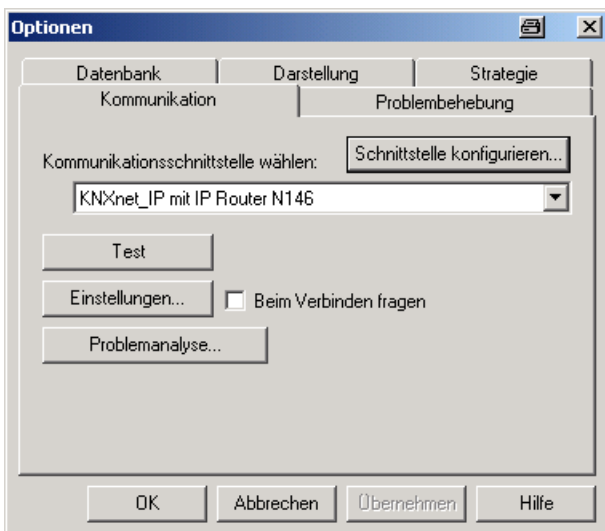 Optionen
Datenbank Darstellung Strategie
Kommunikation Problembehebung
Kommunikationsschnittstelle wählen: Schnittstelle konfigurieren...
KNXnet_IP mit IP Router N146
Test
Einstellungen... Beim Verbinden fragen
Problemanalyse...
OK Abbrechen Übernehmen Hilfe